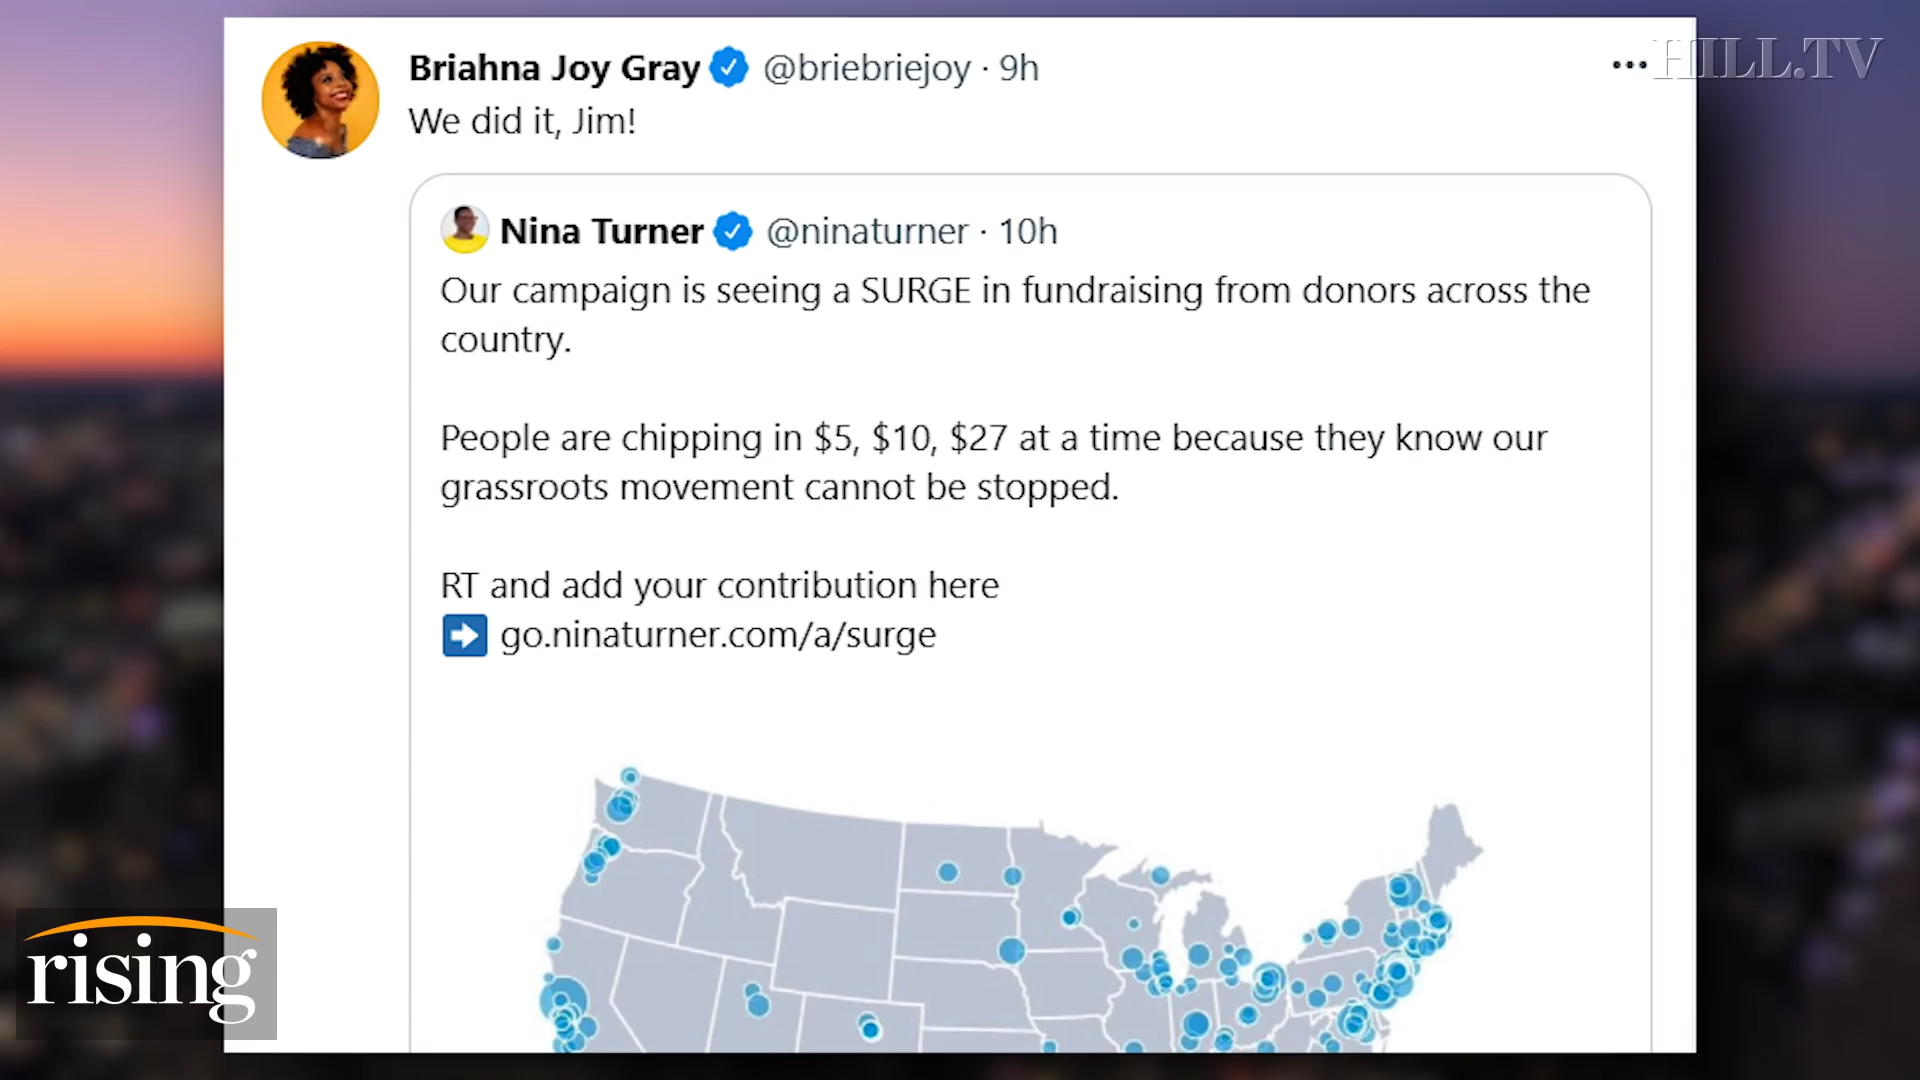 Briahna Joy Gray @briebriejoy · 9h
HILL.TV
We did it, Jim!
Nina Turner @ninaturner · 10h
Our campaign is seeing a SURGE in fundraising from donors across the
country.
People are chipping in $5, $10, $27 at a time because they know our
grassroots movement cannot be stopped.
RT and add your contribution here
➡️ go.ninaturner.com/a/surge
rising